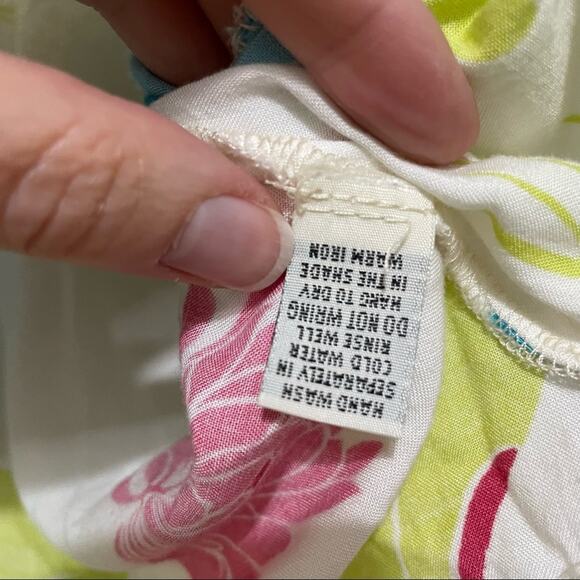 HAND WASH
SEPARATELY IN
COLD WATER
RINSE WELL
DO NOT WRING
HANG TO DRY
IN THE SHADE
WARM IRON